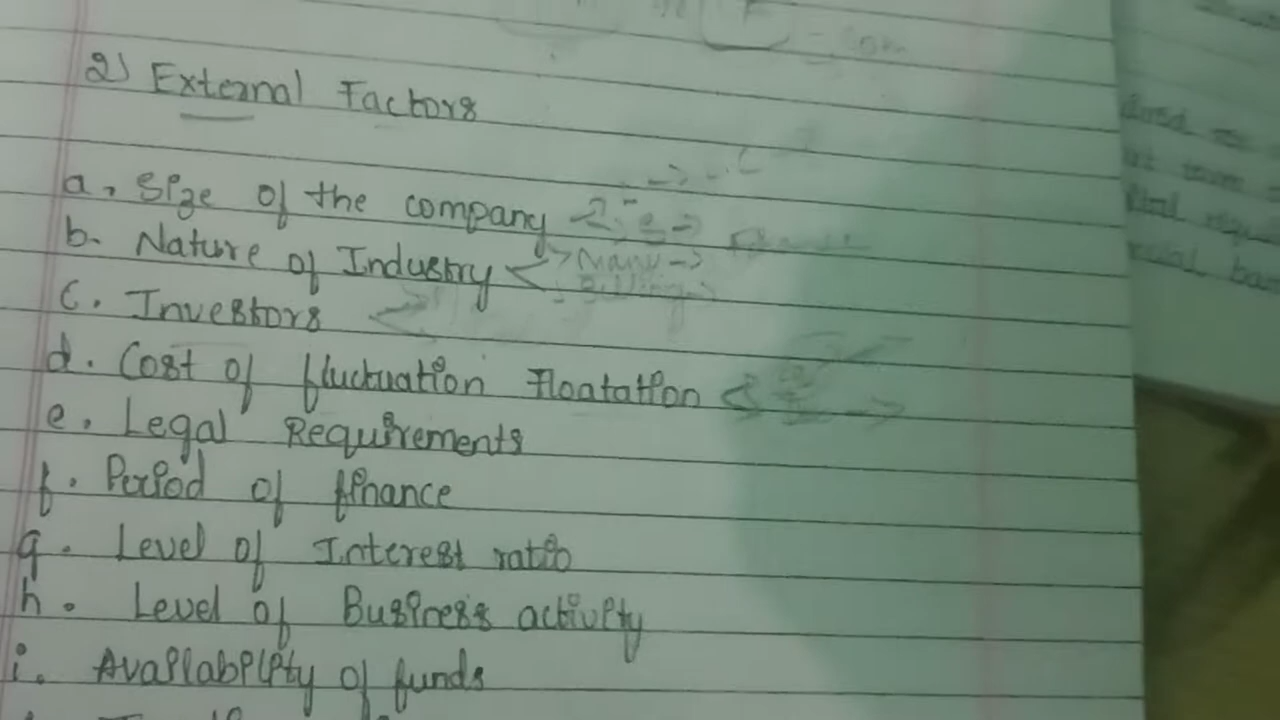 2) External Factors
a. Size of the company
b. Nature of Industry <
c. Investors
d. Cost of fluctuation Floatation <
e. Legal Requirements
f. Period of finance
g. Level of Interest ratio
h. Level of Business activity
i. Availability of funds